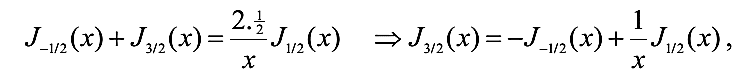 $J_{-1/2}(x) + J_{3/2}(x) = \frac{2.\frac{1}{2}}{x} J_{1/2}(x) \quad \Rightarrow J_{3/2}(x) = -J_{-1/2}(x) + \frac{1}{x} J_{1/2}(x) ,$